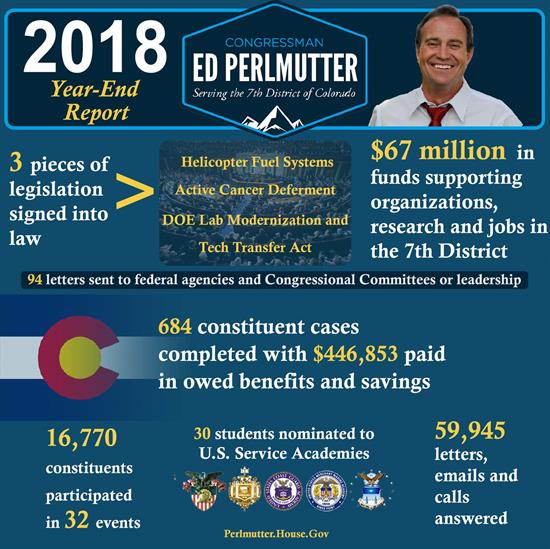 2018
Year-End
Report
CONGRESSMAN
ED PERLMUTTER
Serving the 7th District of Colorado
3 pieces of
legislation
signed into
law
>
Helicopter Fuel Systems
Active Cancer Deferment
DOE Lab Modernization and
Tech Transfer Act
$67 million in
funds supporting
organizations,
research and jobs in
the 7th District
94 letters sent to federal agencies and Congressional Committees or leadership
684 constituent cases
completed with $446,853 paid
in owed benefits and savings
16,770
constituents
participated
in 32 events
30 students nominated to
U.S. Service Academies
59,945
letters,
emails and
calls
answered
Perlmutter.House.Gov